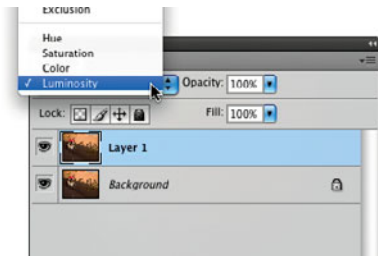 Exclusion
Hue
Saturation
Color
✓ Luminosity
Opacity: 100%
Lock: Fill: 100%
Layer 1
Background